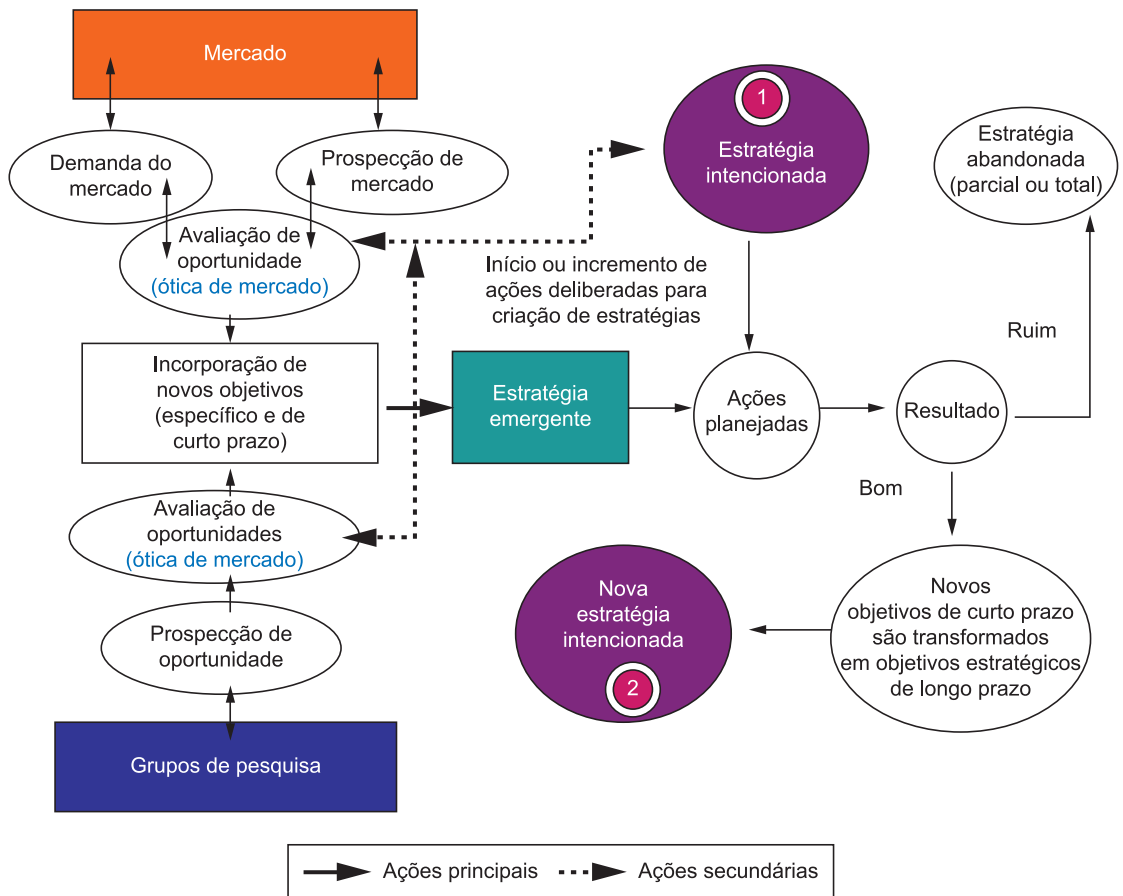 Mercado
Demanda do
mercado
Prospecção de
mercado
Avaliação de
oportunidade
(ótica de mercado)
1
Estratégia
intencionada
Estratégia
abandonada
(parcial ou total)
Início ou incremento de
ações deliberadas para
criação de estratégias
Ruim
Incorporação de
novos objetivos
(específico e de
curto prazo)
Estratégia
emergente
Ações
planejadas
Resultado
Bom
Avaliação de
oportunidades
(ótica de mercado)
Prospecção de
oportunidade
Nova
estratégia
intencionada
2
Novos
objetivos de curto prazo
são transformados
em objetivos estratégicos
de longo prazo
Grupos de pesquisa
Ações principais
Ações secundárias